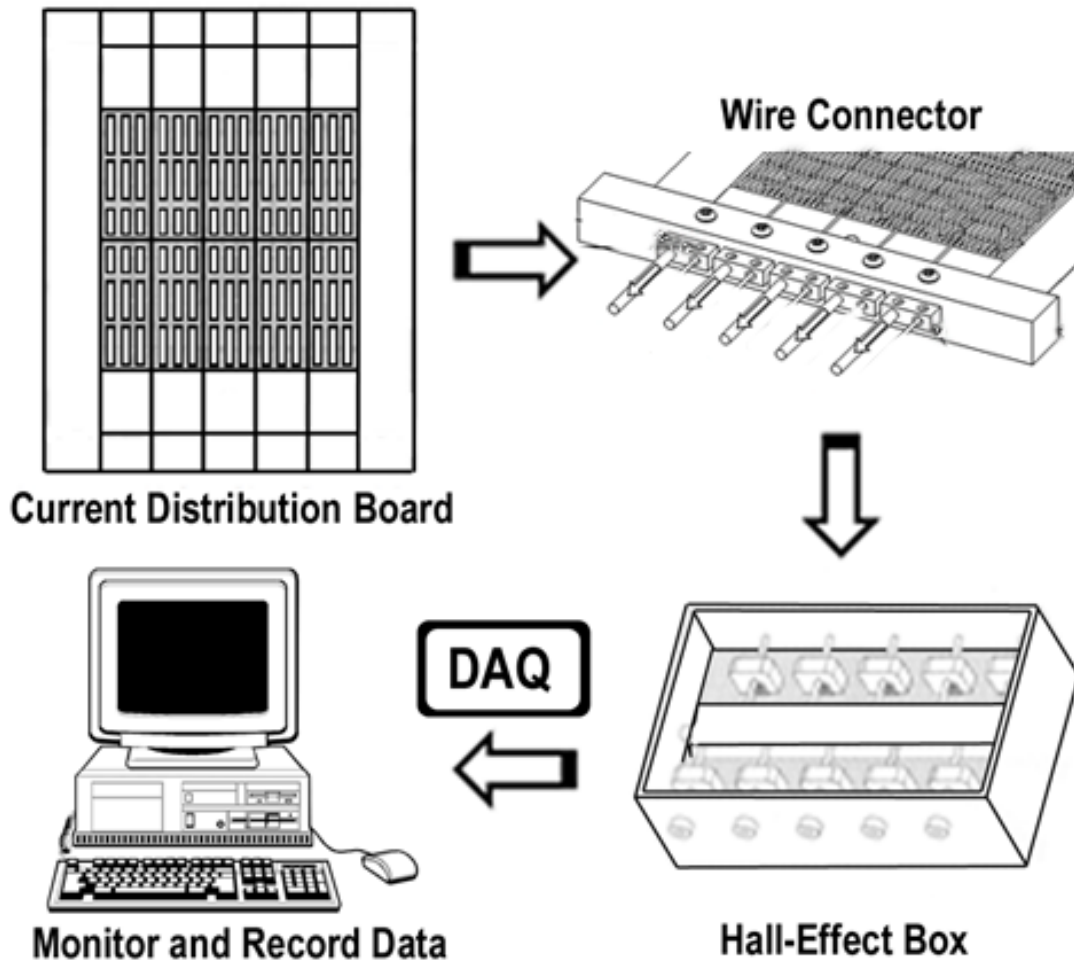 Wire Connector
Current Distribution Board
DAQ
Monitor and Record Data
Hall-Effect Box